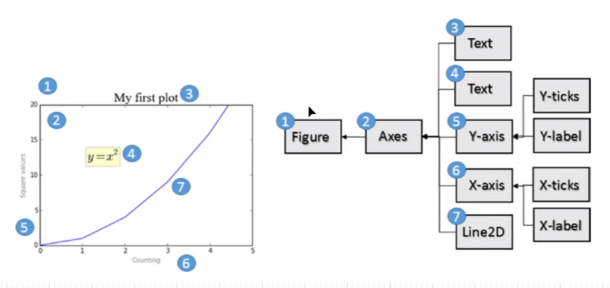 1
My first plot 3
20
2
15
y=x² 4
10
7
5
5
0
0 1 2 3 4 5
Square values
Counting
6
3
Text
4
Text
1
Figure
2
Axes
5
Y-axis
Y-ticks
Y-label
6
X-axis
X-ticks
X-label
7
Line2D